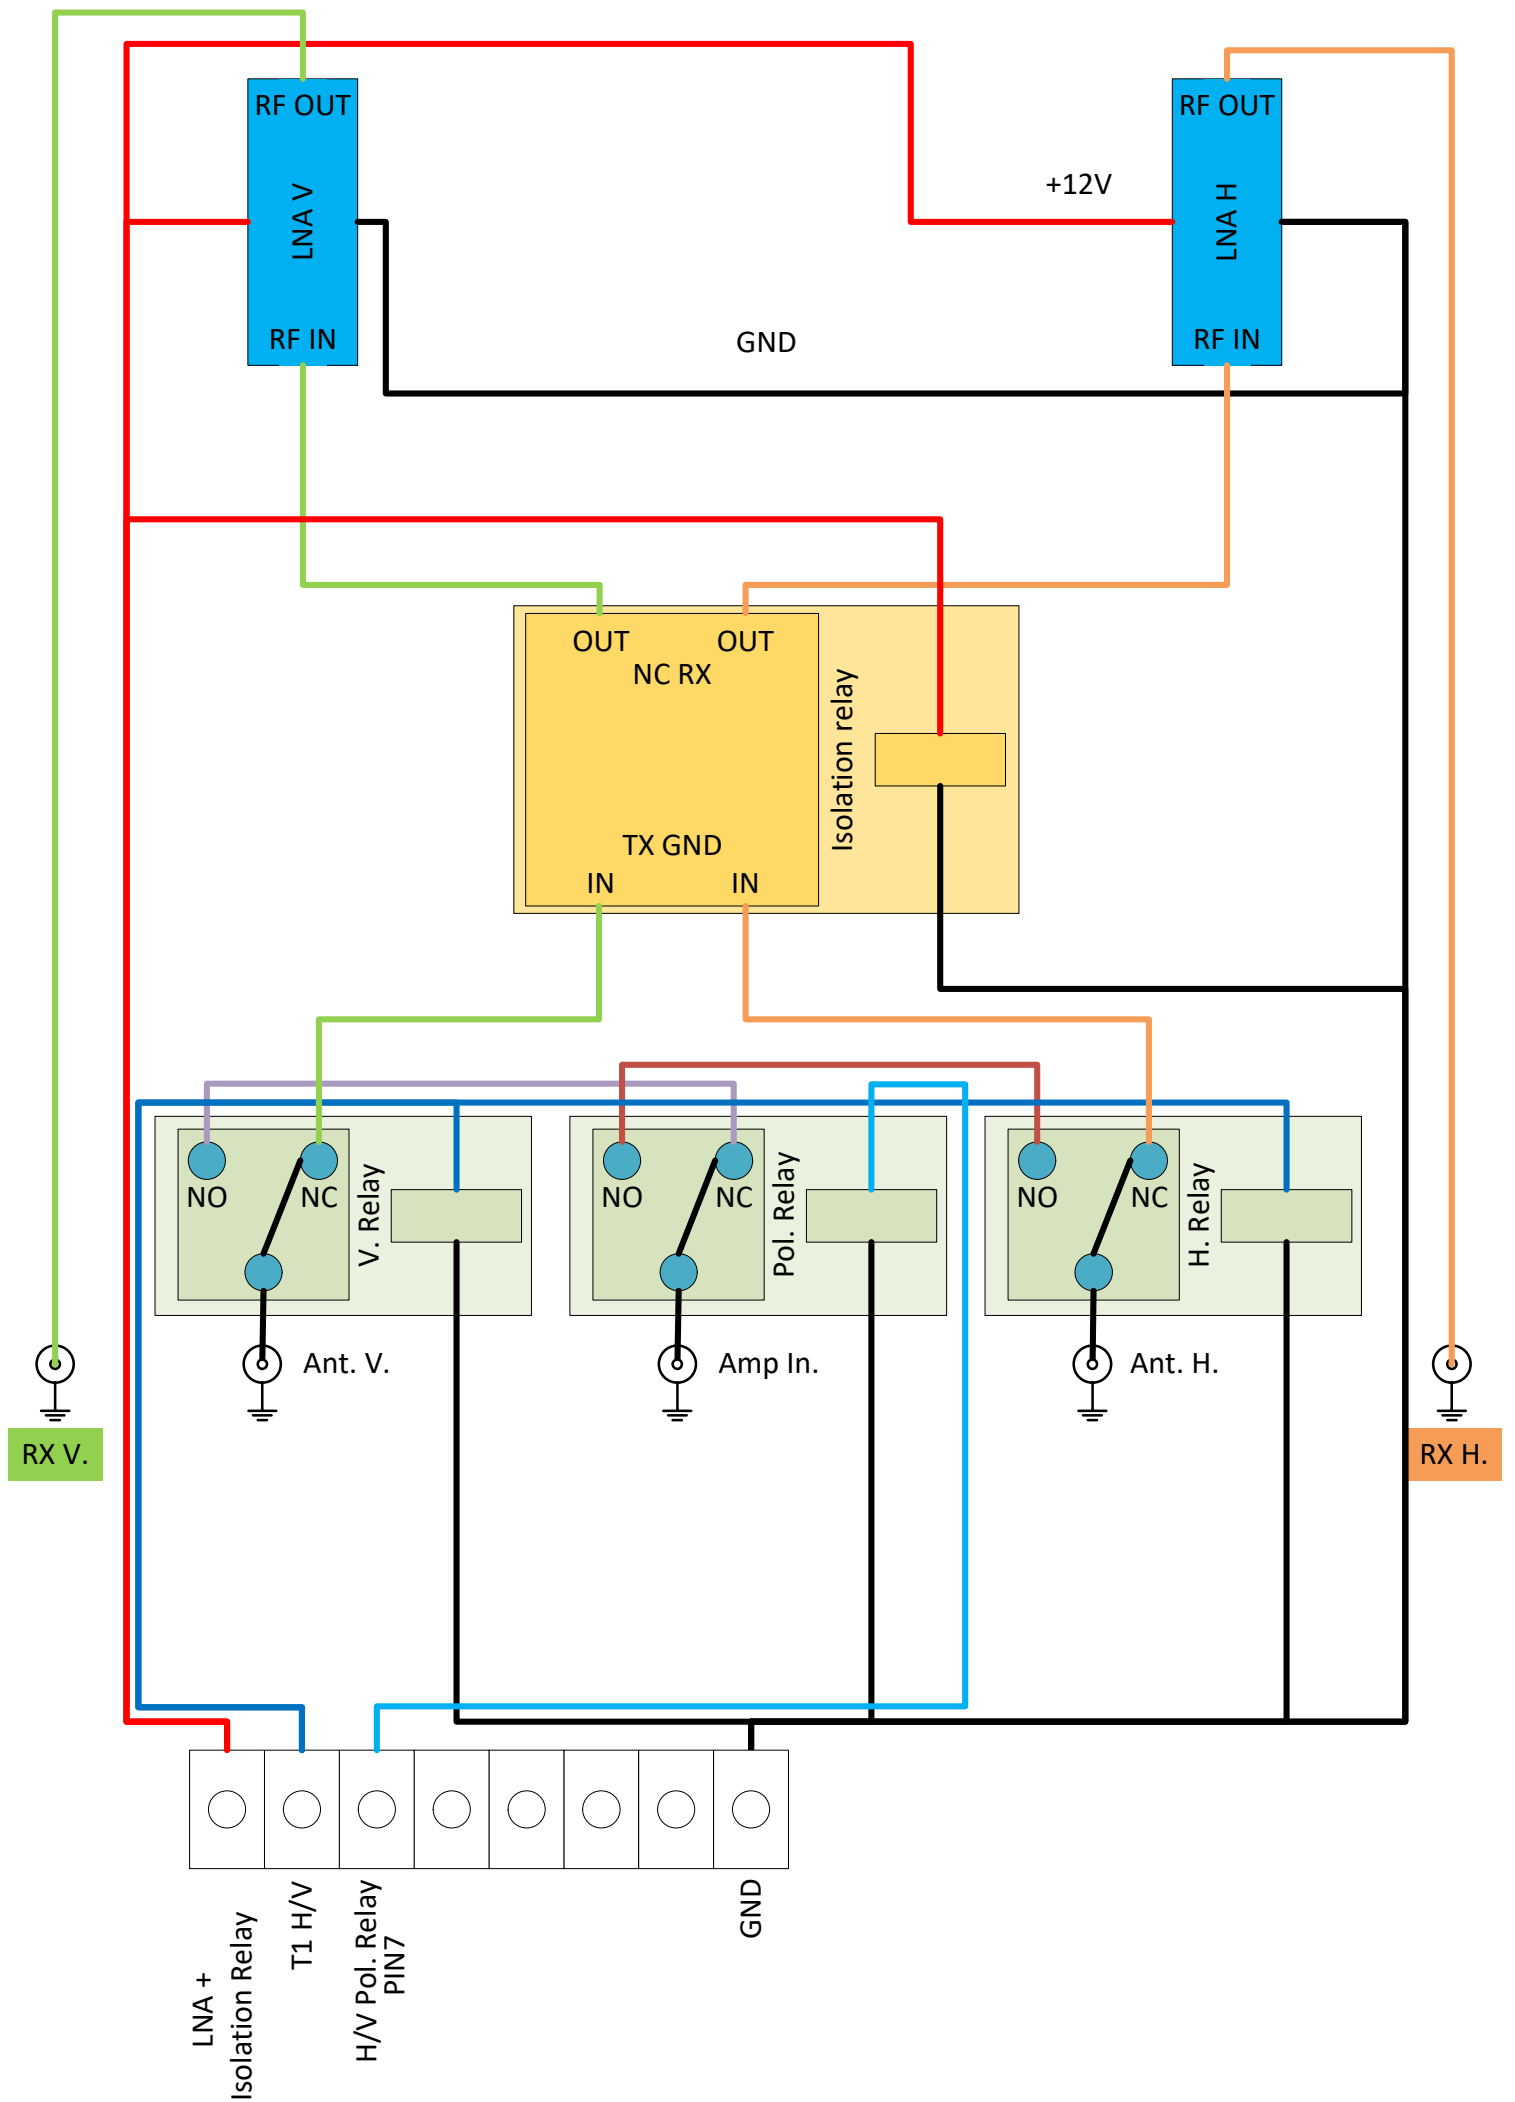 RF OUT
RF OUT
LNA V
+12V
LNA H
RF IN
GND
RF IN
OUT
OUT
NC RX
Isolation relay
TX GND
IN
IN
NO
NC
V. Relay
NO
NC
Pol. Relay
NO
NC
H. Relay
Ant. V.
Amp In.
Ant. H.
RX V.
RX H.
LNA +
Isolation Relay
T1 H/V
H/V Pol. Relay
PIN7
GND